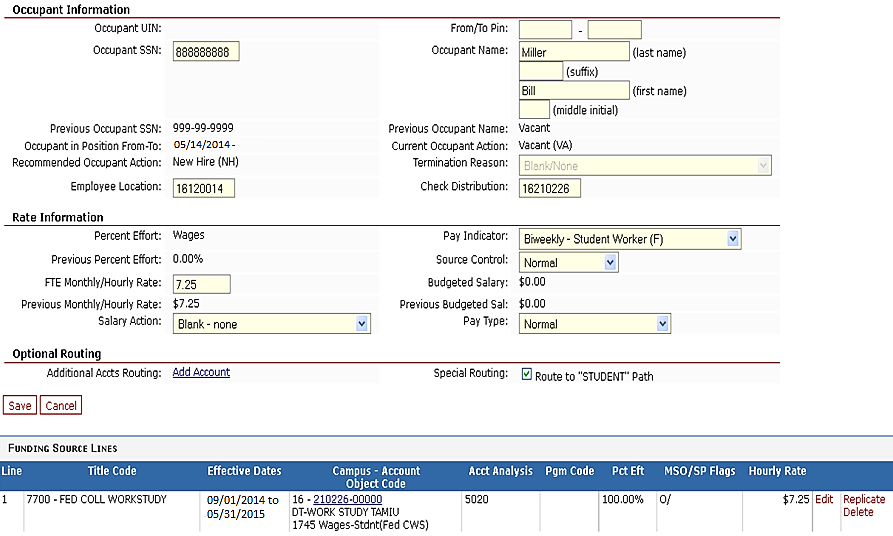 Occupant Information
Occupant UIN: From/To Pin: -
Occupant SSN: 888888888 Occupant Name: Miller (last name)
(suffix)
Bill (first name)
(middle initial)
Previous Occupant SSN: 999-99-9999 Previous Occupant Name: Vacant
Occupant in Position From-To: 05/14/2014 - Current Occupant Action: Vacant (VA)
Recommended Occupant Action: New Hire (NH) Termination Reason: Blank/None
Employee Location: 16120014 Check Distribution: 16210226
Rate Information
Percent Effort: Wages Pay Indicator: Biweekly - Student Worker (F)
Previous Percent Effort: 0.00% Source Control: Normal
FTE Monthly/Hourly Rate: 7.25 Budgeted Salary: $0.00
Previous Monthly/Hourly Rate: $7.25 Previous Budgeted Sal: $0.00
Salary Action: Blank - none Pay Type: Normal
Optional Routing
Additional Accts Routing: Add Account Special Routing: Route to "STUDENT" Path
Save Cancel
FUNDING SOURCE LINES
Line Title Code Effective Dates Campus - Account Acct Analysis Pgm Code Pct Eft MSO/SP Flags Hourly Rate
Object Code
1 7700 - FED COLL WORKSTUDY 09/01/2014 to 16 - 210226-00000 5020 100.00% 0/ $7.25 Edit Replicate
05/31/2015 DT-WORK STUDY TAMIU Delete
1745 Wages-Stdnt(Fed CWS)